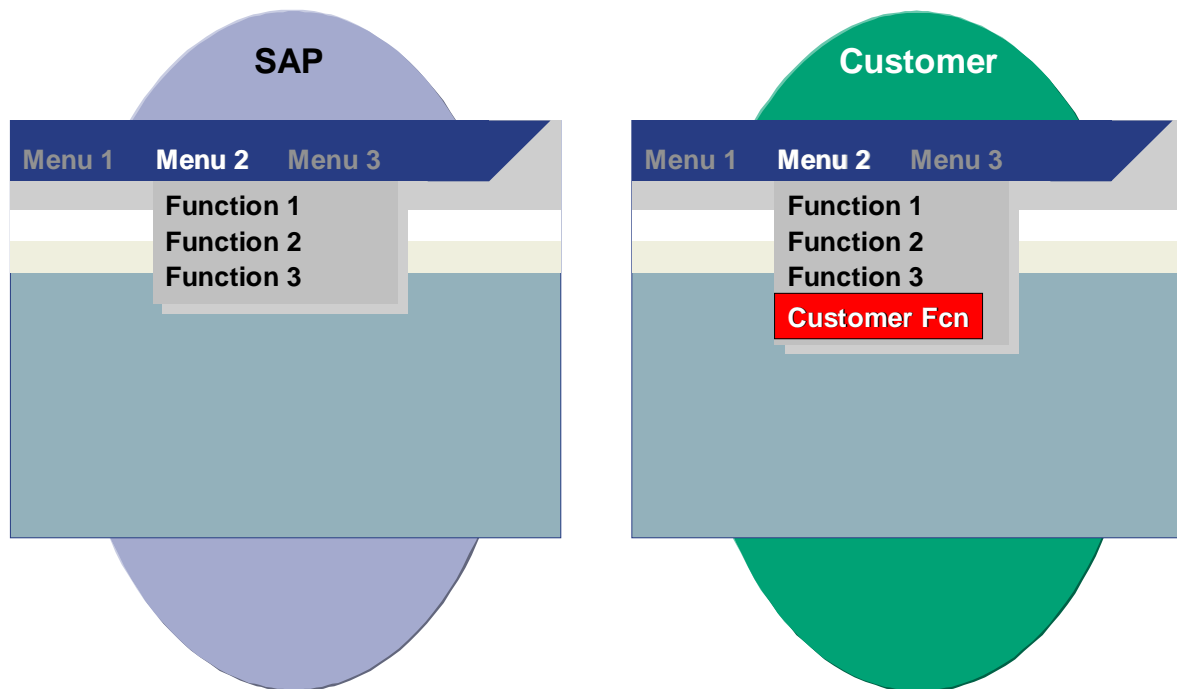 SAP
Menu 1 Menu 2 Menu 3
Function 1
Function 2
Function 3
Customer
Menu 1 Menu 2 Menu 3
Function 1
Function 2
Function 3
Customer Fcn